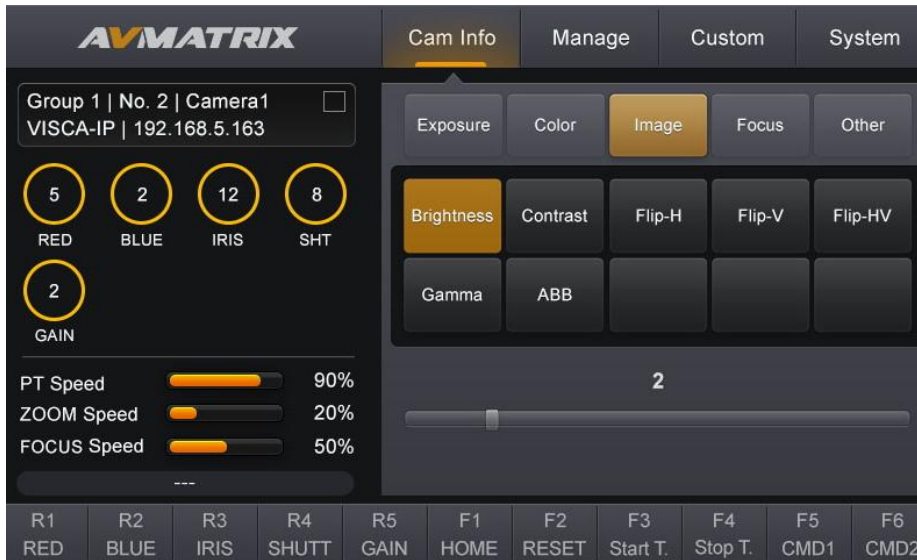 AVMATRIX
Cam Info Manage Custom System
Group 1 | No. 2 | Camera1
VISCA-IP | 192.168.5.163
Exposure Color Image Focus Other
5 2 12 8
RED BLUE IRIS SHT
2
GAIN
Brightness Contrast Flip-H Flip-V Flip-HV
Gamma ABB
PT Speed 90%
ZOOM Speed 20%
FOCUS Speed 50%
---
2
R1 R2 R3 R4 R5 F1 F2 F3 F4 F5 F6
RED BLUE IRIS SHUTT GAIN HOME RESET Start T. Stop T. CMD1 CMD2